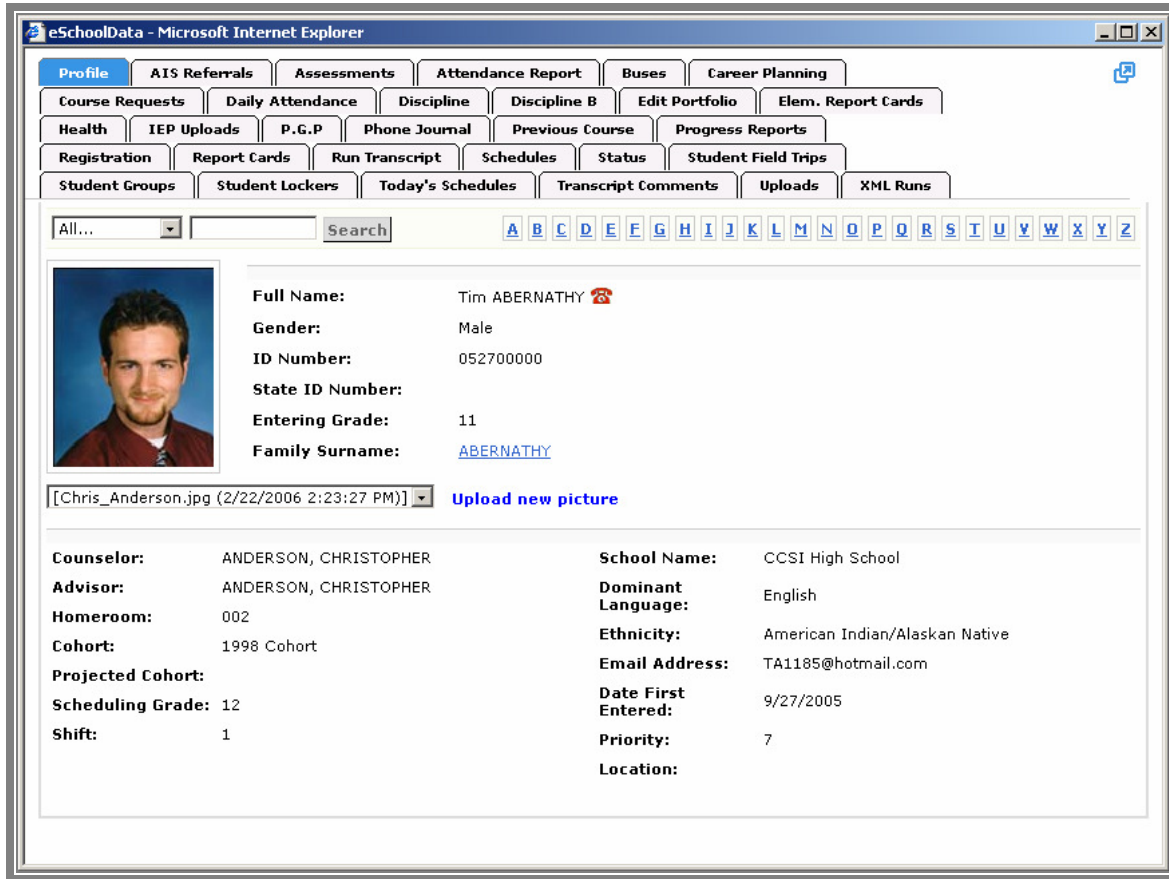 eSchoolData - Microsoft Internet Explorer
Profile AIS Referrals Assessments Attendance Report Buses Career Planning
Course Requests Daily Attendance Discipline Discipline B Edit Portfolio Elem. Report Cards
Health IEP Uploads P.G.P Phone Journal Previous Course Progress Reports
Registration Report Cards Run Transcript Schedules Status Student Field Trips
Student Groups Student Lockers Today's Schedules Transcript Comments Uploads XML Runs
All... Search A B C D E F G H I J K L M N O P Q R S T U V W X Y Z
Full Name: Tim ABERNATHY
Gender: Male
ID Number: 052700000
State ID Number:
Entering Grade: 11
Family Surname: ABERNATHY
[Chris_Anderson.jpg (2/22/2006 2:23:27 PM)] Upload new picture
Counselor: ANDERSON, CHRISTOPHER
Advisor: ANDERSON, CHRISTOPHER
Homeroom: 002
Cohort: 1998 Cohort
Projected Cohort:
Scheduling Grade: 12
Shift: 1
School Name: CCSI High School
Dominant
Language: English
Ethnicity: American Indian/Alaskan Native
Email Address: TA1185@hotmail.com
Date First
Entered: 9/27/2005
Priority: 7
Location: